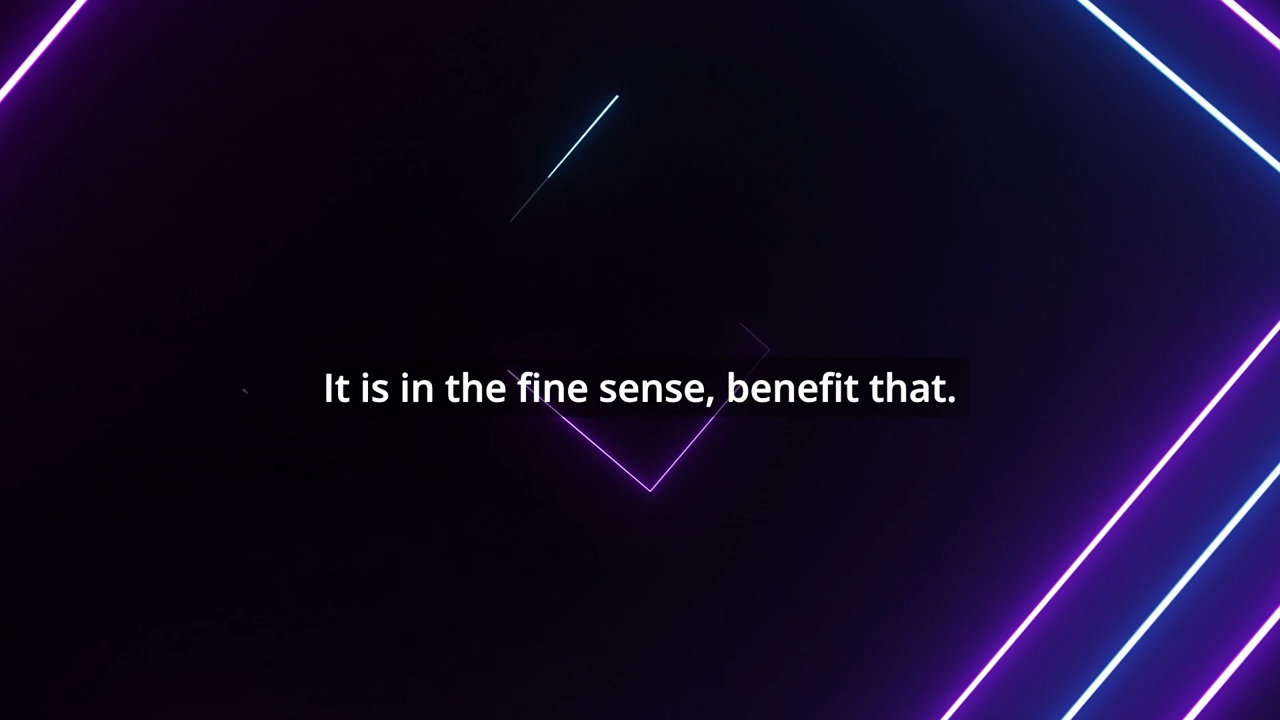 It is in the fine sense, benefit that.